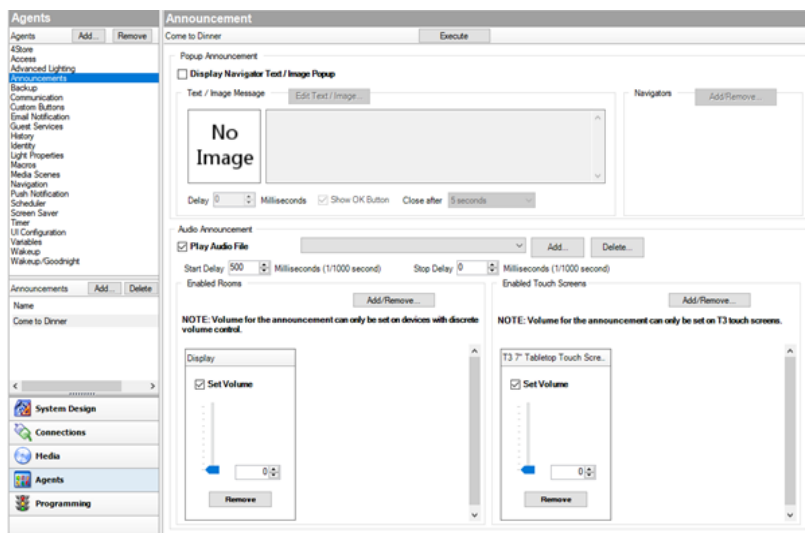 Agents
Agents Add... Remove
4Store
Access
Advanced Lighting
Announcements
Backup
Communication
Custom Buttons
Email Notification
Guest Services
History
Identity
Light Properties
Macros
Media Scenes
Navigation
Push Notification
Scheduler
Screen Saver
Timer
UI Configuration
Variables
Wakeup
Wakeup/Goodnight
Announcements Add... Delete
Name
Come to Dinner
System Design
Connections
Media
Agents
Programming
Announcement
Come to Dinner Execute
Popup Announcement
Display Navigator Text / Image Popup
Text / Image Message Edit Text / Image...
No
Image
Delay 0 Milliseconds Show OK Button Close after 5 seconds
Navigators Add/Remove...
Audio Announcement
Play Audio File Add... Delete...
Start Delay 500 Milliseconds (1/1000 second) Stop Delay 0 Milliseconds (1/1000 second)
Enabled Rooms
Add/Remove...
NOTE: Volume for the announcement can only be set on devices with discrete
volume control.
Display
Set Volume
0
Remove
Enabled Touch Screens
Add/Remove...
NOTE: Volume for the announcement can only be set on T3 touch screens.
T3 7" Tabletop Touch Scre..
Set Volume
0
Remove